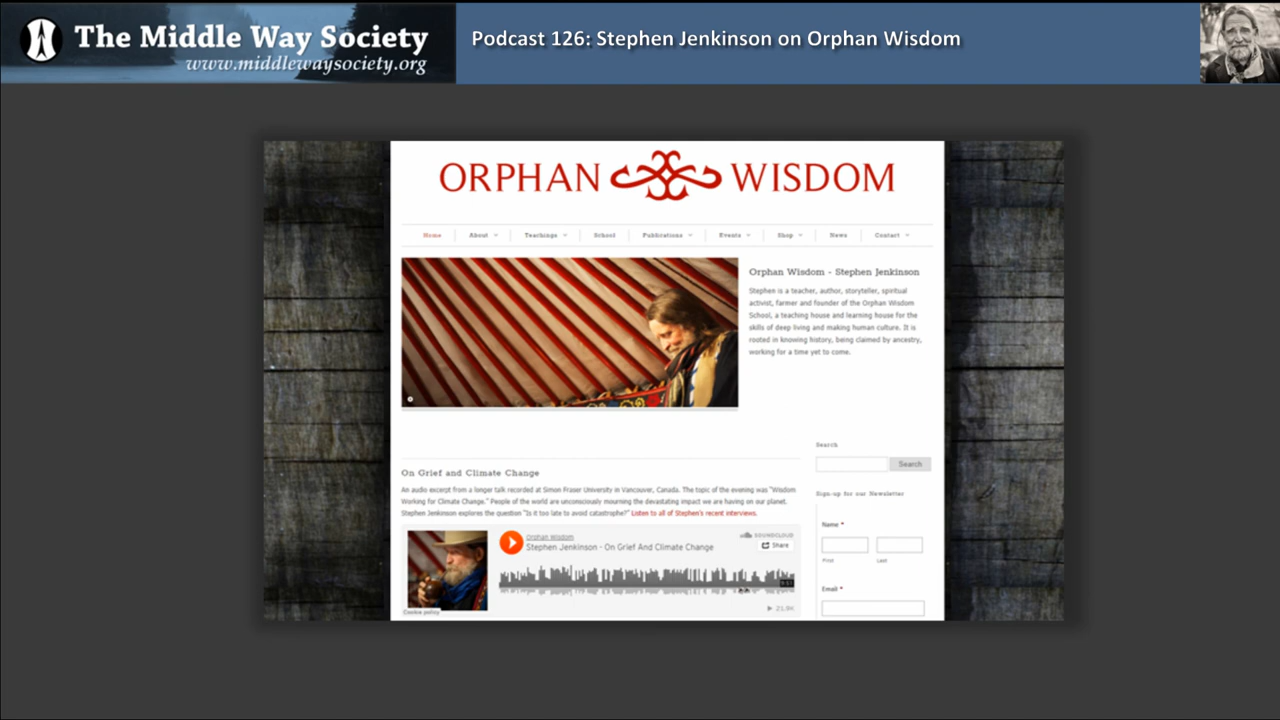 The Middle Way Society
www.middlewaysociety.org
Podcast 126: Stephen Jenkinson on Orphan Wisdom
ORPHAN WISDOM
Home About Teachings School Publications Events Shop News Contact
Orphan Wisdom - Stephen Jenkinson
Stephen is a teacher, author, storyteller, spiritual
activist, farmer and founder of the Orphan Wisdom
School, a teaching house and learning house for the
skills of deep living and making human culture. It is
rooted in knowing history, being claimed by ancestry,
working for a time yet to come.
Search
Search
On Grief and Climate Change
An audio excerpt from a longer talk recorded at Simon Fraser University in Vancouver, Canada. The topic of the evening was "Wisdom
Working for Climate Change." People of the world are unconsciously mourning the devastating impact we are having on our planet.
Stephen Jenkinson explores the question "Is it too late to avoid catastrophe?" Listen to all of Stephen's recent interviews.
Sign-up for our Newsletter
Name *
First Last
Email *
Orphan Wisdom
Stephen Jenkinson - On Grief And Climate Change
SOUNDCLOUD
Share
Cookie policy